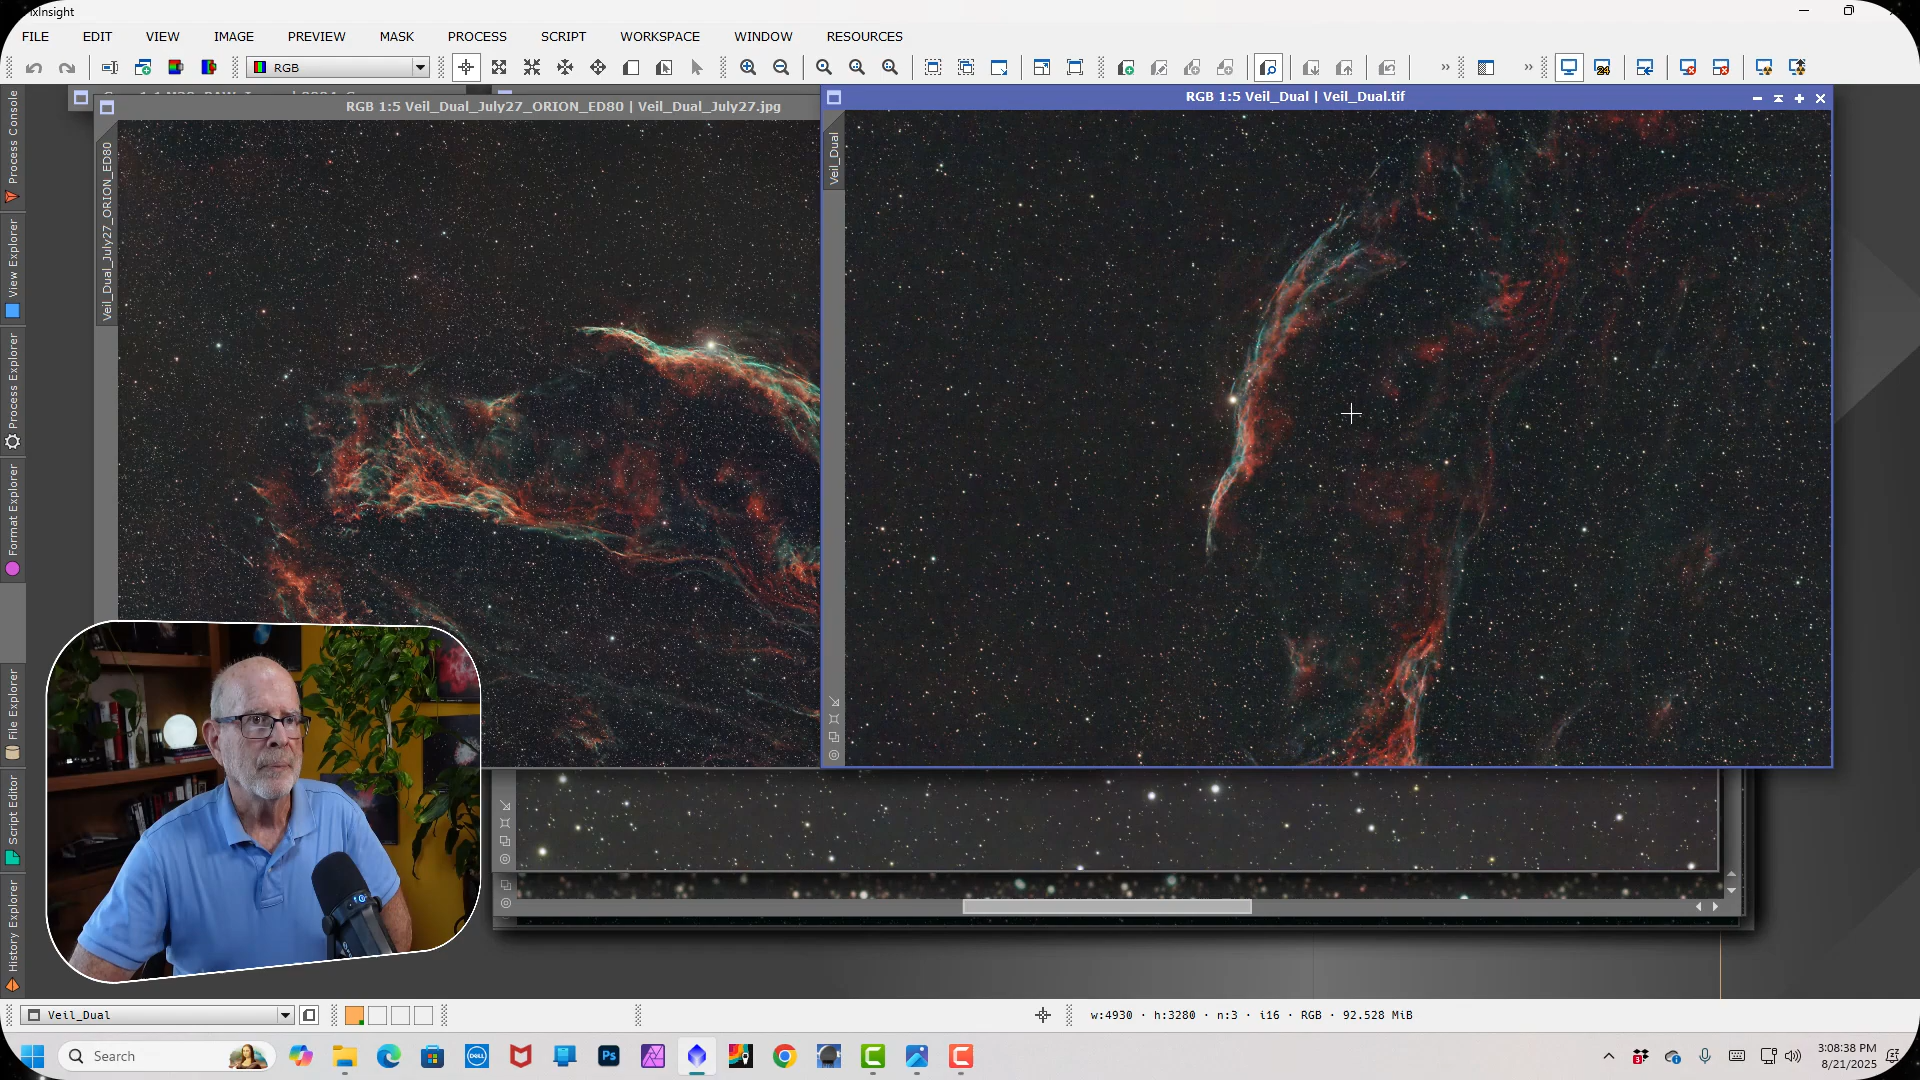 ixInsight
FILE EDIT VIEW IMAGE PREVIEW MASK PROCESS SCRIPT WORKSPACE WINDOW RESOURCES
RGB
24
RGB 1:5 Veil_Dual_July27_ORION_ED80 | Veil_Dual_July27.jpg
RGB 1:5 Veil_Dual | Veil_Dual.tif
Process Console
View Explorer
Process Explorer
Format Explorer
File Explorer
Script Editor
History Explorer
Veil_Dual_July27_ORION_ED80
Veil_Dual
Veil_Dual
w:4930 · h:3280 · n:3 · i16 · RGB · 92.528 MiB
Search
DELL
Ps
3:08:38 PM
8/21/2025